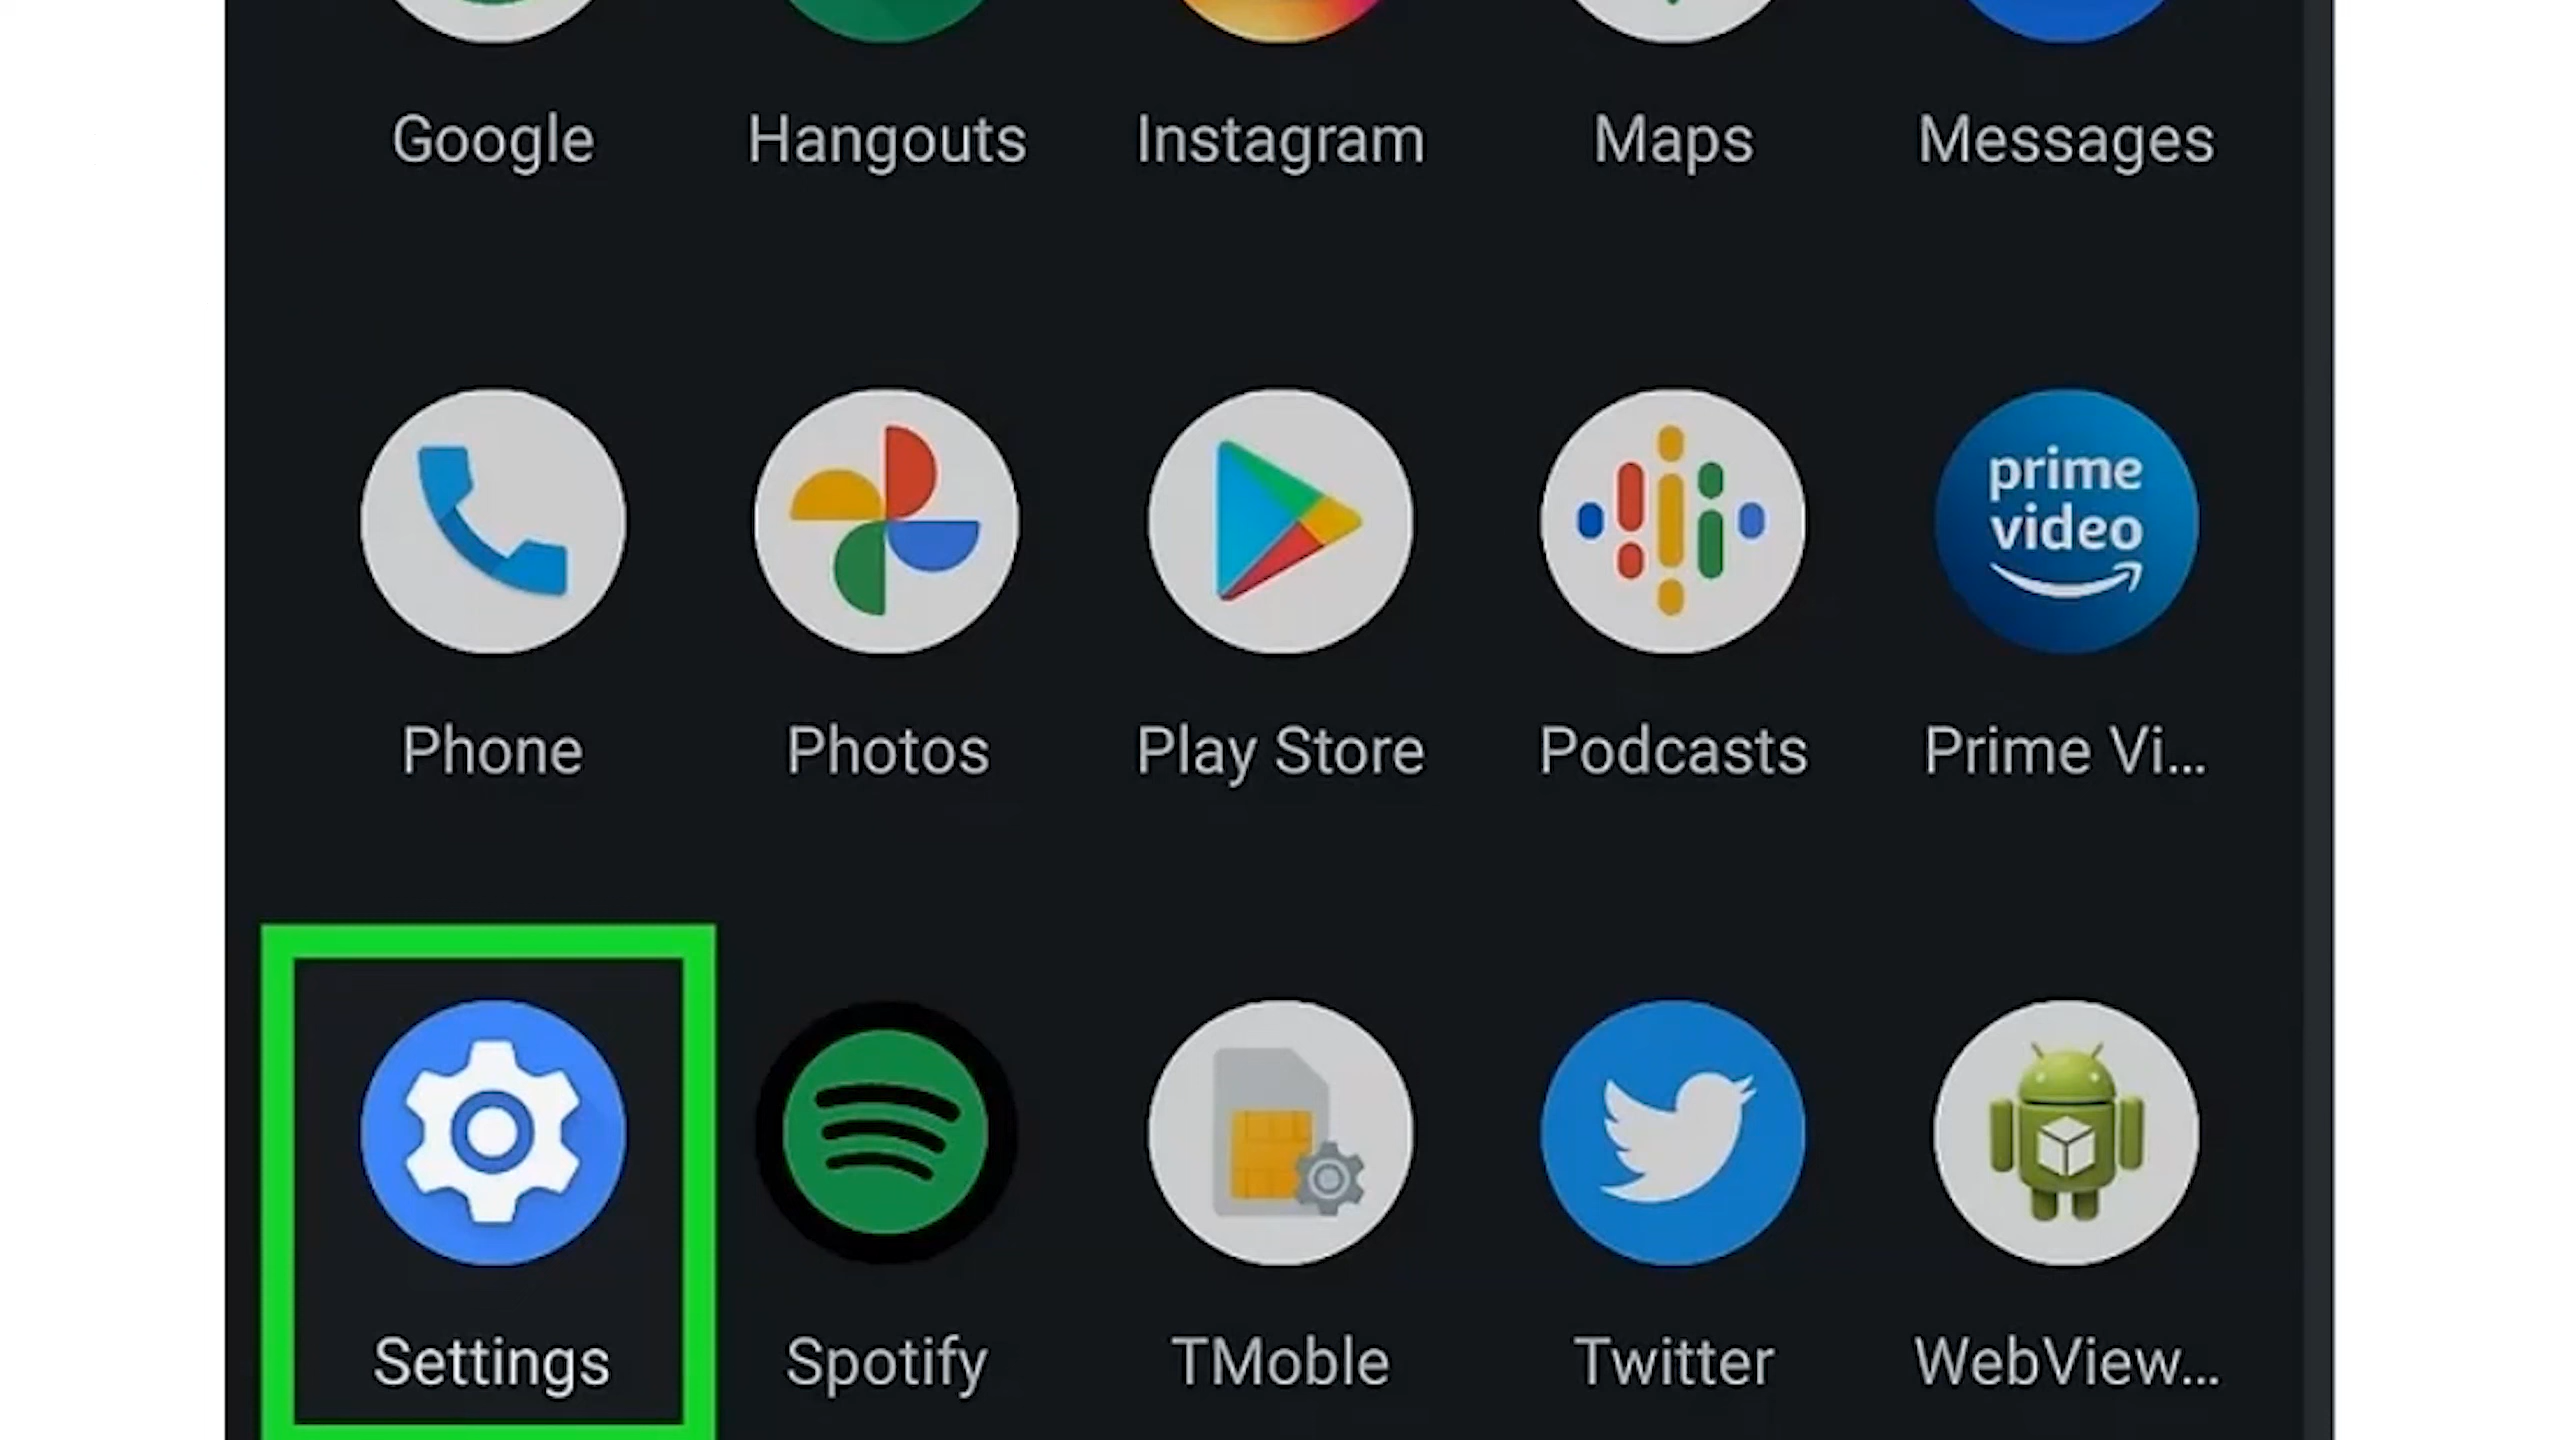 Google Hangouts Instagram Maps Messages
prime
video
Phone Photos Play Store Podcasts Prime Vi...
Settings Spotify TMoble Twitter WebView...